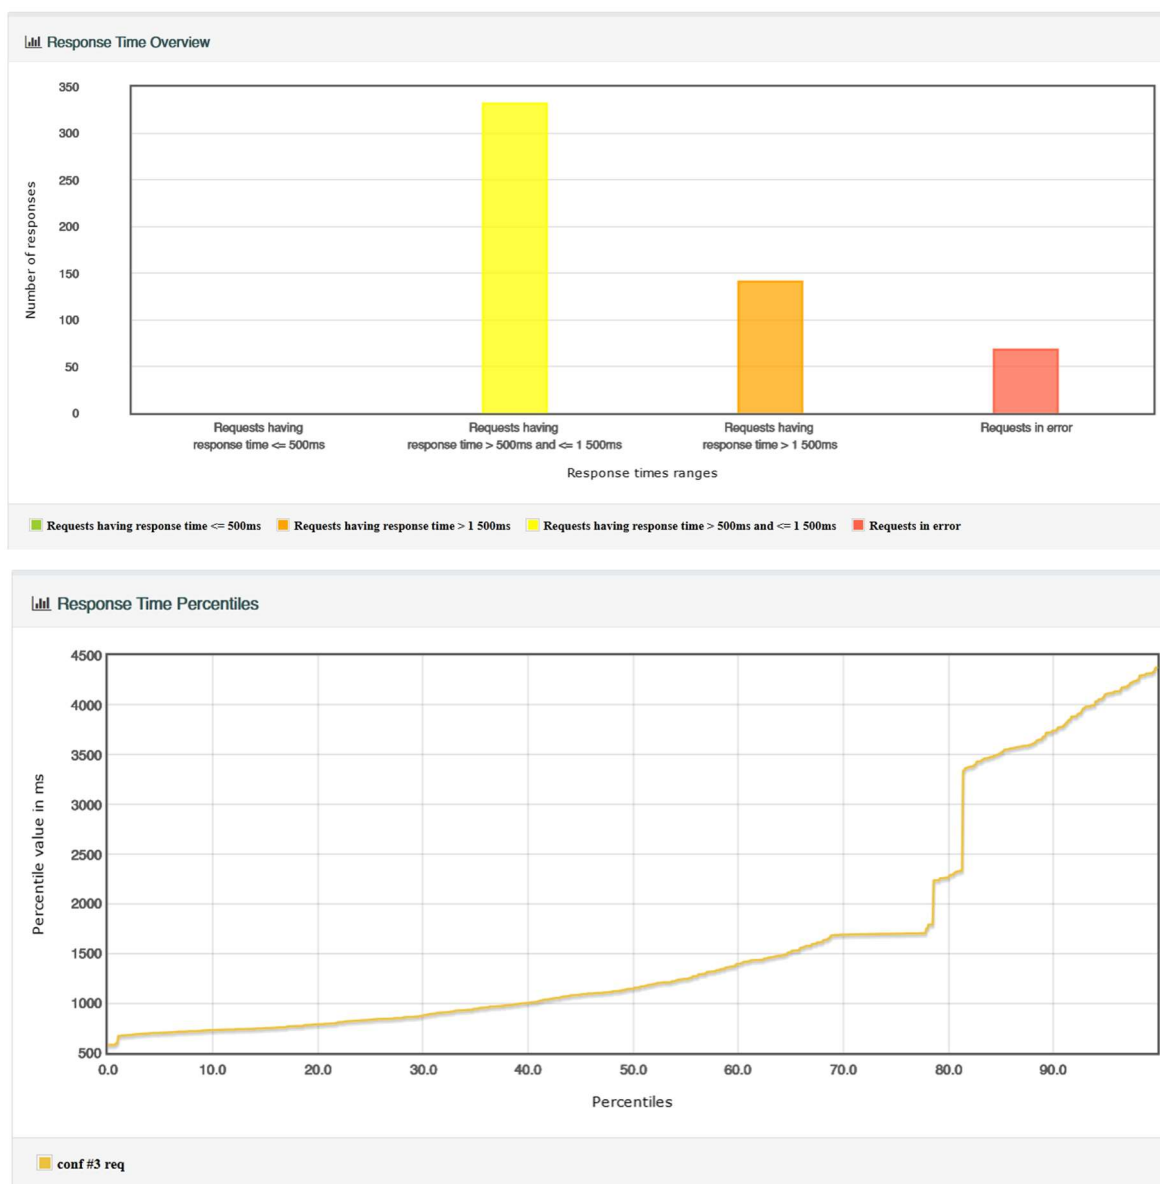 Response Time Overview
350
300
250
200
150
100
50
0
Number of responses
Requests having
response time <= 500ms
Requests having
response time > 500ms and <= 1 500ms
Requests having
response time > 1 500ms
Requests in error
Response times ranges
Requests having response time <= 500ms Requests having response time > 1 500ms Requests having response time > 500ms and <= 1 500ms Requests in error
Response Time Percentiles
4500
4000
3500
3000
2500
2000
1500
1000
500
Percentile value in ms
0.0 10.0 20.0 30.0 40.0 50.0 60.0 70.0 80.0 90.0
Percentiles
conf #3 req